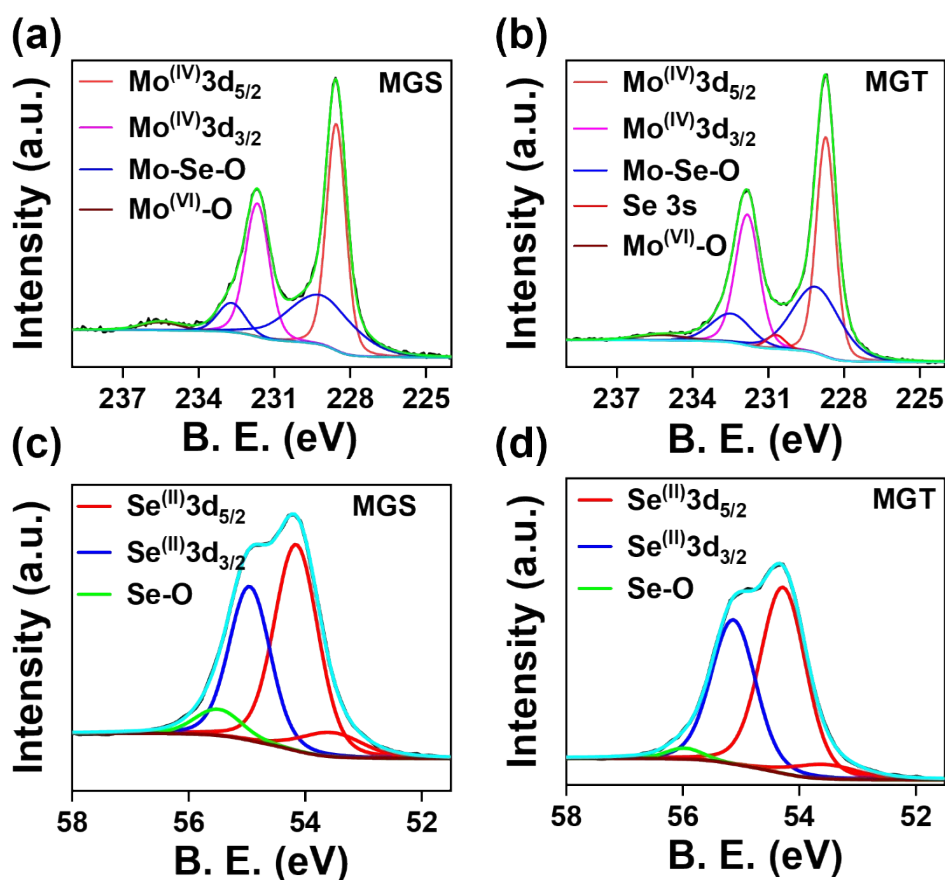 (a)
Intensity (a.u.)
MGS
Mo(IV)3d5/2
Mo(IV)3d3/2
Mo-Se-O
Mo(VI)-O
237 234 231 228 225
B. E. (eV)
(b)
Intensity (a.u.)
MGT
Mo(IV)3d5/2
Mo(IV)3d3/2
Mo-Se-O
Se 3s
Mo(VI)-O
237 234 231 228 225
B. E. (eV)
(c)
Intensity (a.u.)
MGS
Se(II)3d5/2
Se(II)3d3/2
Se-O
58 56 54 52
B. E. (eV)
(d)
Intensity (a.u.)
MGT
Se(II)3d5/2
Se(II)3d3/2
Se-O
58 56 54 52
B. E. (eV)